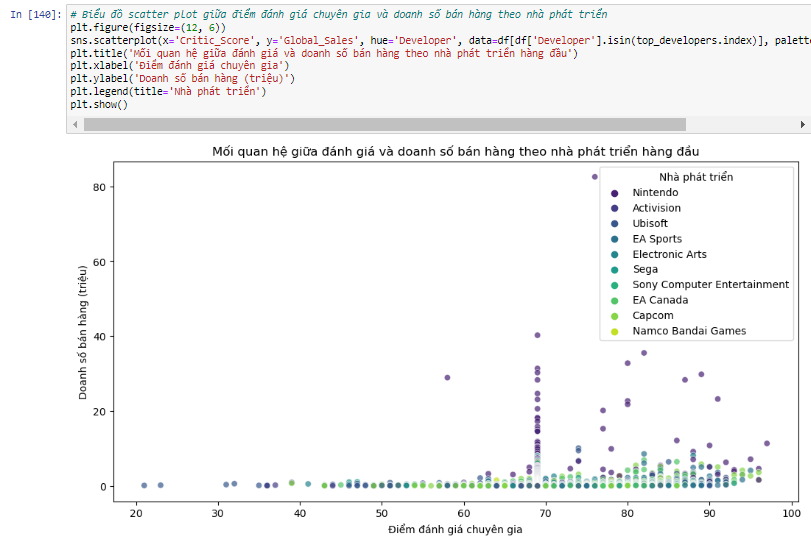 In [140]: # Biểu đồ scatter plot giữa điểm đánh giá chuyên gia và doanh số bán hàng theo nhà phát triển
plt.figure(figsize=(12, 6))
sns.scatterplot(x='Critic_Score', y='Global_Sales', hue='Developer', data=df[df['Developer'].isin(top_developers.index)], palett
plt.title('Mối quan hệ giữa đánh giá và doanh số bán hàng theo nhà phát triển hàng đầu')
plt.xlabel('Điểm đánh giá chuyên gia')
plt.ylabel('Doanh số bán hàng (triệu)')
plt.legend(title='Nhà phát triển')
plt.show()
Mối quan hệ giữa đánh giá và doanh số bán hàng theo nhà phát triển hàng đầu
Doanh số bán hàng (triệu)
80
60
40
20
0
Nhà phát triển
Nintendo
Activision
Ubisoft
EA Sports
Electronic Arts
Sega
Sony Computer Entertainment
EA Canada
Capcom
Namco Bandai Games
20 30 40 50 60 70 80 90 100
Điểm đánh giá chuyên gia